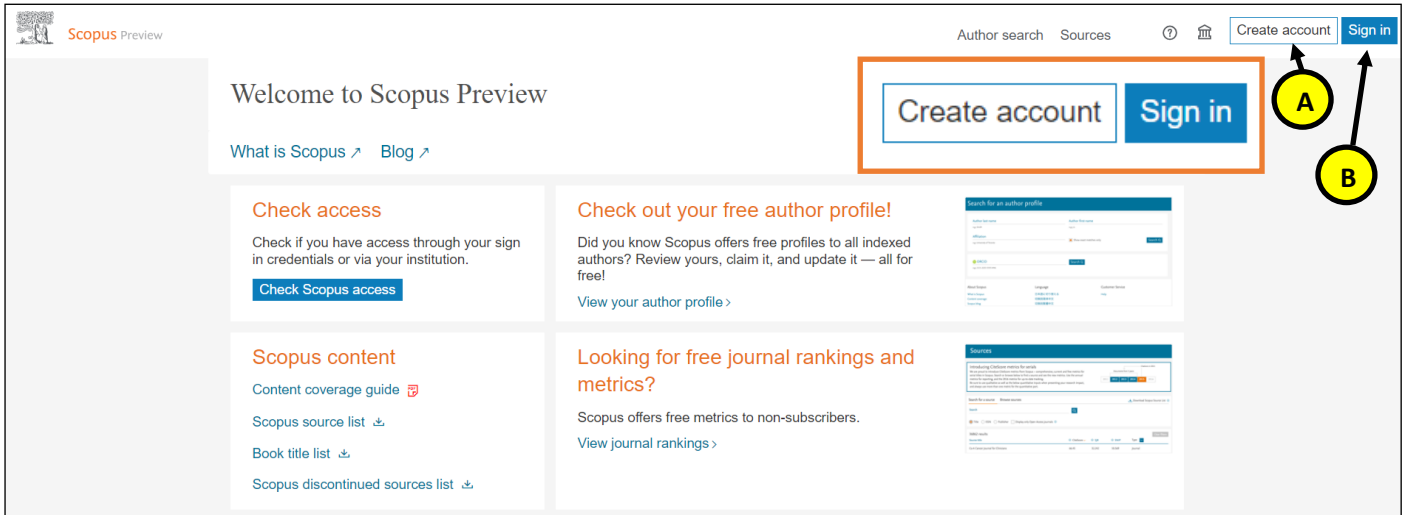 Scopus Preview
Author search Sources
Create account Sign in
Welcome to Scopus Preview
Create account Sign in
A
B
What is Scopus ↗ Blog ↗
Check access
Check if you have access through your sign
in credentials or via your institution.
Check Scopus access
Check out your free author profile!
Did you know Scopus offers free profiles to all indexed
authors? Review yours, claim it, and update it — all for
free!
View your author profile >
Search for an author profile
Scopus content
Content coverage guide
Scopus source list
Book title list
Scopus discontinued sources list
Looking for free journal rankings and
metrics?
Scopus offers free metrics to non-subscribers.
View journal rankings >
Sources
Introducing CiteScore metrics for serials